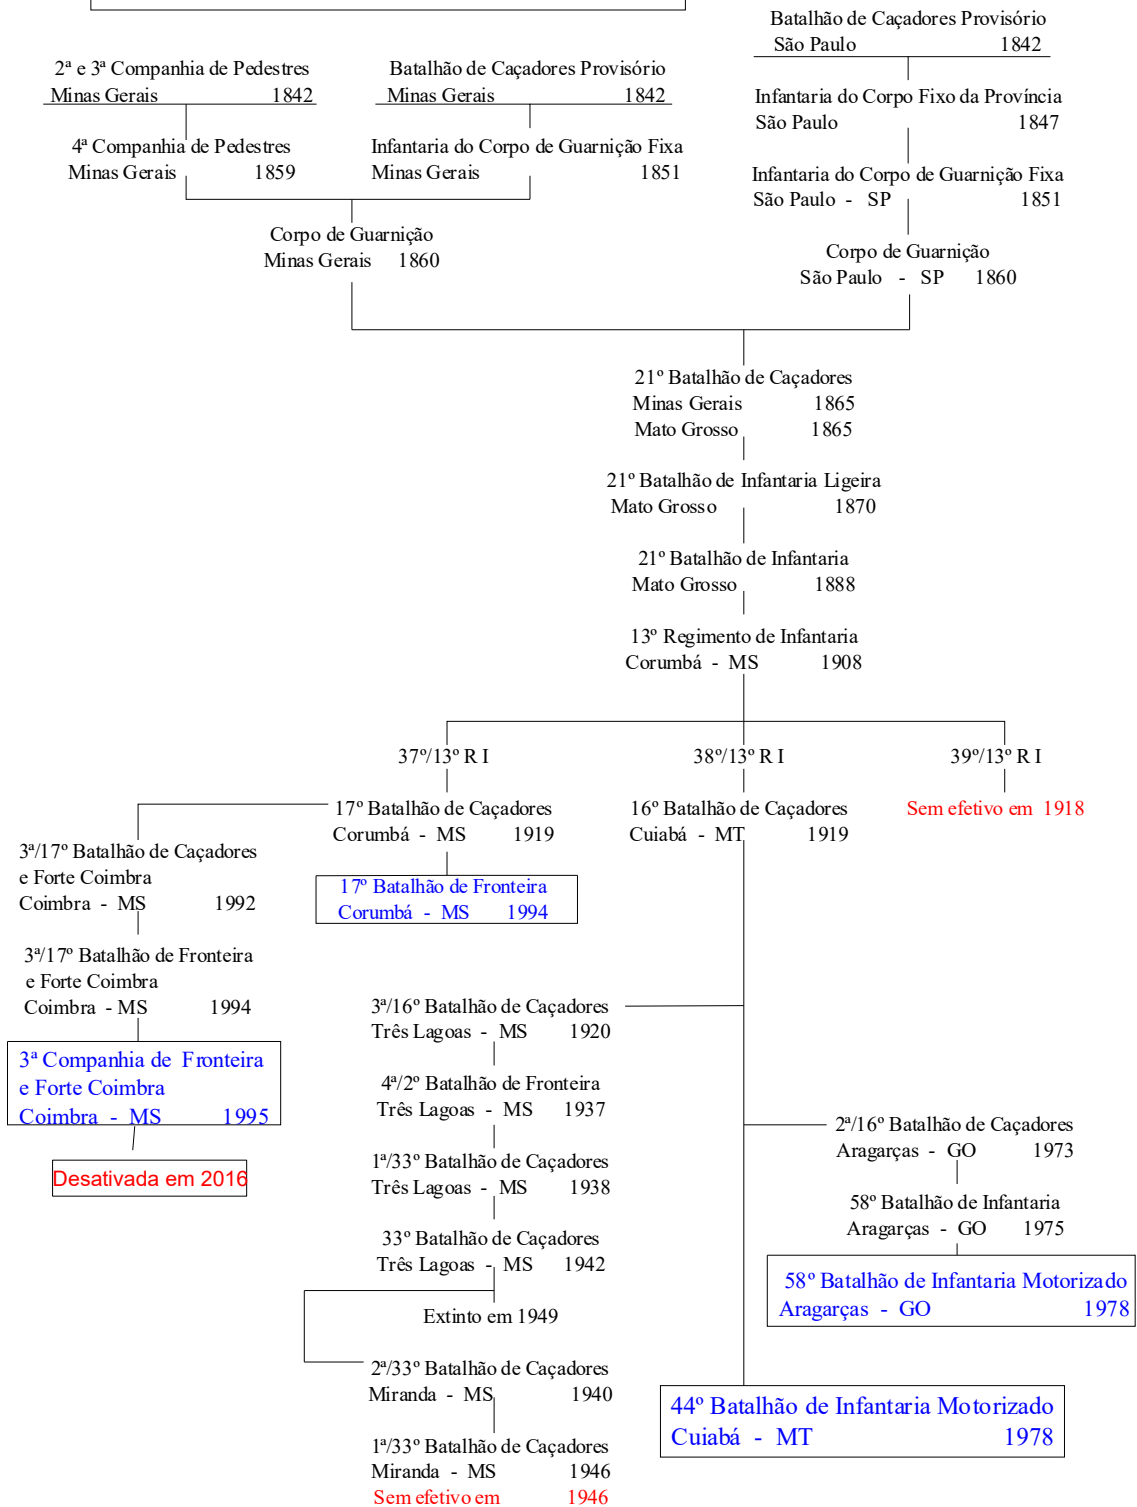 Batalhão de Caçadores Provisório
São Paulo 1842
2ª e 3ª Companhia de Pedestres
Minas Gerais 1842
Batalhão de Caçadores Provisório
Minas Gerais 1842
Infantaria do Corpo Fixo da Província
São Paulo 1847
4ª Companhia de Pedestres
Minas Gerais 1859
Infantaria do Corpo de Guarnição Fixa
Minas Gerais 1851
Infantaria do Corpo de Guarnição Fixa
São Paulo - SP 1851
Corpo de Guarnição
Minas Gerais 1860
Corpo de Guarnição
São Paulo - SP 1860
21º Batalhão de Caçadores
Minas Gerais 1865
Mato Grosso 1865
21º Batalhão de Infantaria Ligeira
Mato Grosso 1870
21º Batalhão de Infantaria
Mato Grosso 1888
13º Regimento de Infantaria
Corumbá - MS 1908
37º/13º R I
38º/13º R I
39º/13º R I
17º Batalhão de Caçadores
Corumbá - MS 1919
16º Batalhão de Caçadores
Cuiabá - MT 1919
Sem efetivo em 1918
3ª/17º Batalhão de Caçadores
e Forte Coimbra
Coimbra - MS 1992
17º Batalhão de Fronteira
Corumbá - MS 1994
3ª/17º Batalhão de Fronteira
e Forte Coimbra
Coimbra - MS 1994
3ª/16º Batalhão de Caçadores
Três Lagoas - MS 1920
3ª Companhia de Fronteira
e Forte Coimbra
Coimbra - MS 1995
4ª/2º Batalhão de Fronteira
Três Lagoas - MS 1937
2ª/16º Batalhão de Caçadores
Aragarças - GO 1973
Desativada em 2016
1ª/33º Batalhão de Caçadores
Três Lagoas - MS 1938
58º Batalhão de Infantaria
Aragarças - GO 1975
33º Batalhão de Caçadores
Três Lagoas - MS 1942
58º Batalhão de Infantaria Motorizado
Aragarças - GO 1978
Extinto em 1949
2ª/33º Batalhão de Caçadores
Miranda - MS 1940
44º Batalhão de Infantaria Motorizado
Cuiabá - MT 1978
1ª/33º Batalhão de Caçadores
Miranda - MS 1946
Sem efetivo em 1946